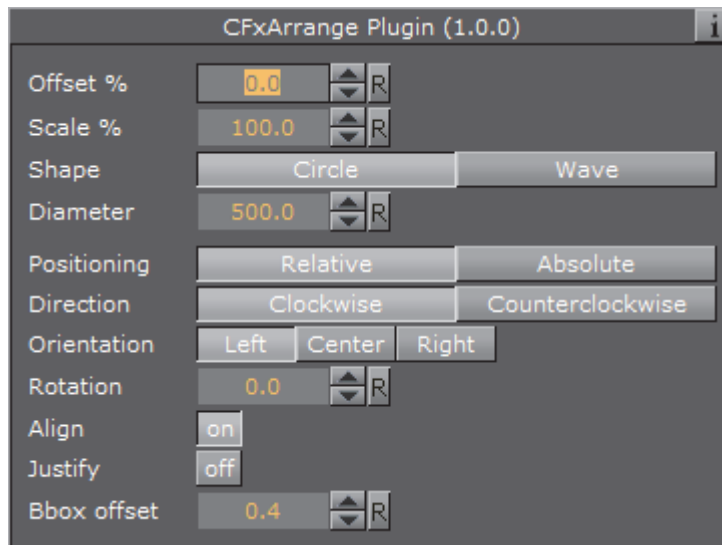 CFxArrange Plugin (1.0.0) i
Offset % 0.0 R
Scale % 100.0 R
Shape Circle Wave
Diameter 500.0 R
Positioning Relative Absolute
Direction Clockwise Counterclockwise
Orientation Left Center Right
Rotation 0.0 R
Align on
Justify off
Bbox offset 0.4 R